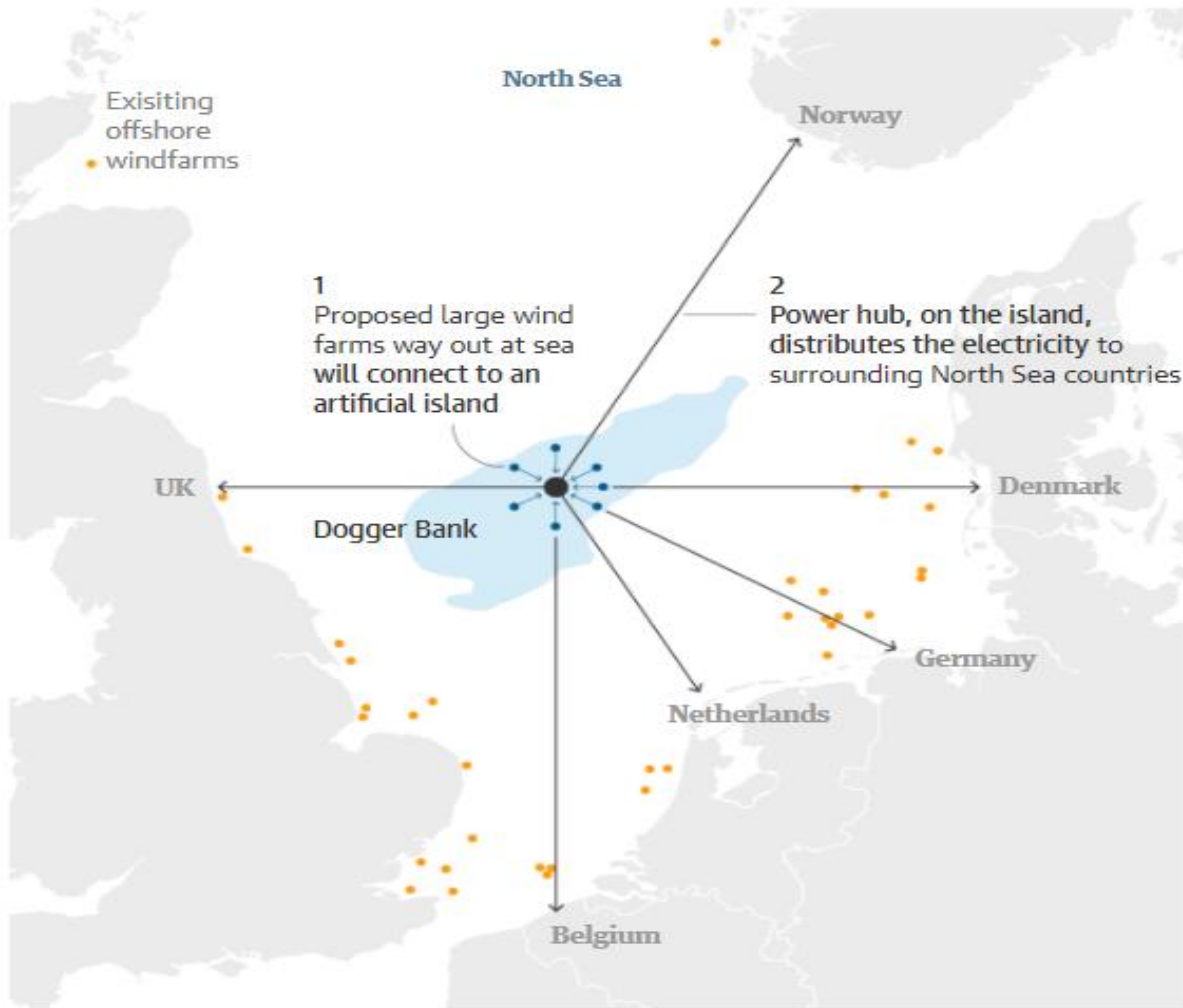 North Sea
Exisiting
offshore
windfarms
Norway
1
Proposed large wind
farms way out at sea
will connect to an
artificial island
2
Power hub, on the island,
distributes the electricity to
surrounding North Sea countries
UK
Denmark
Dogger Bank
Germany
Netherlands
Belgium